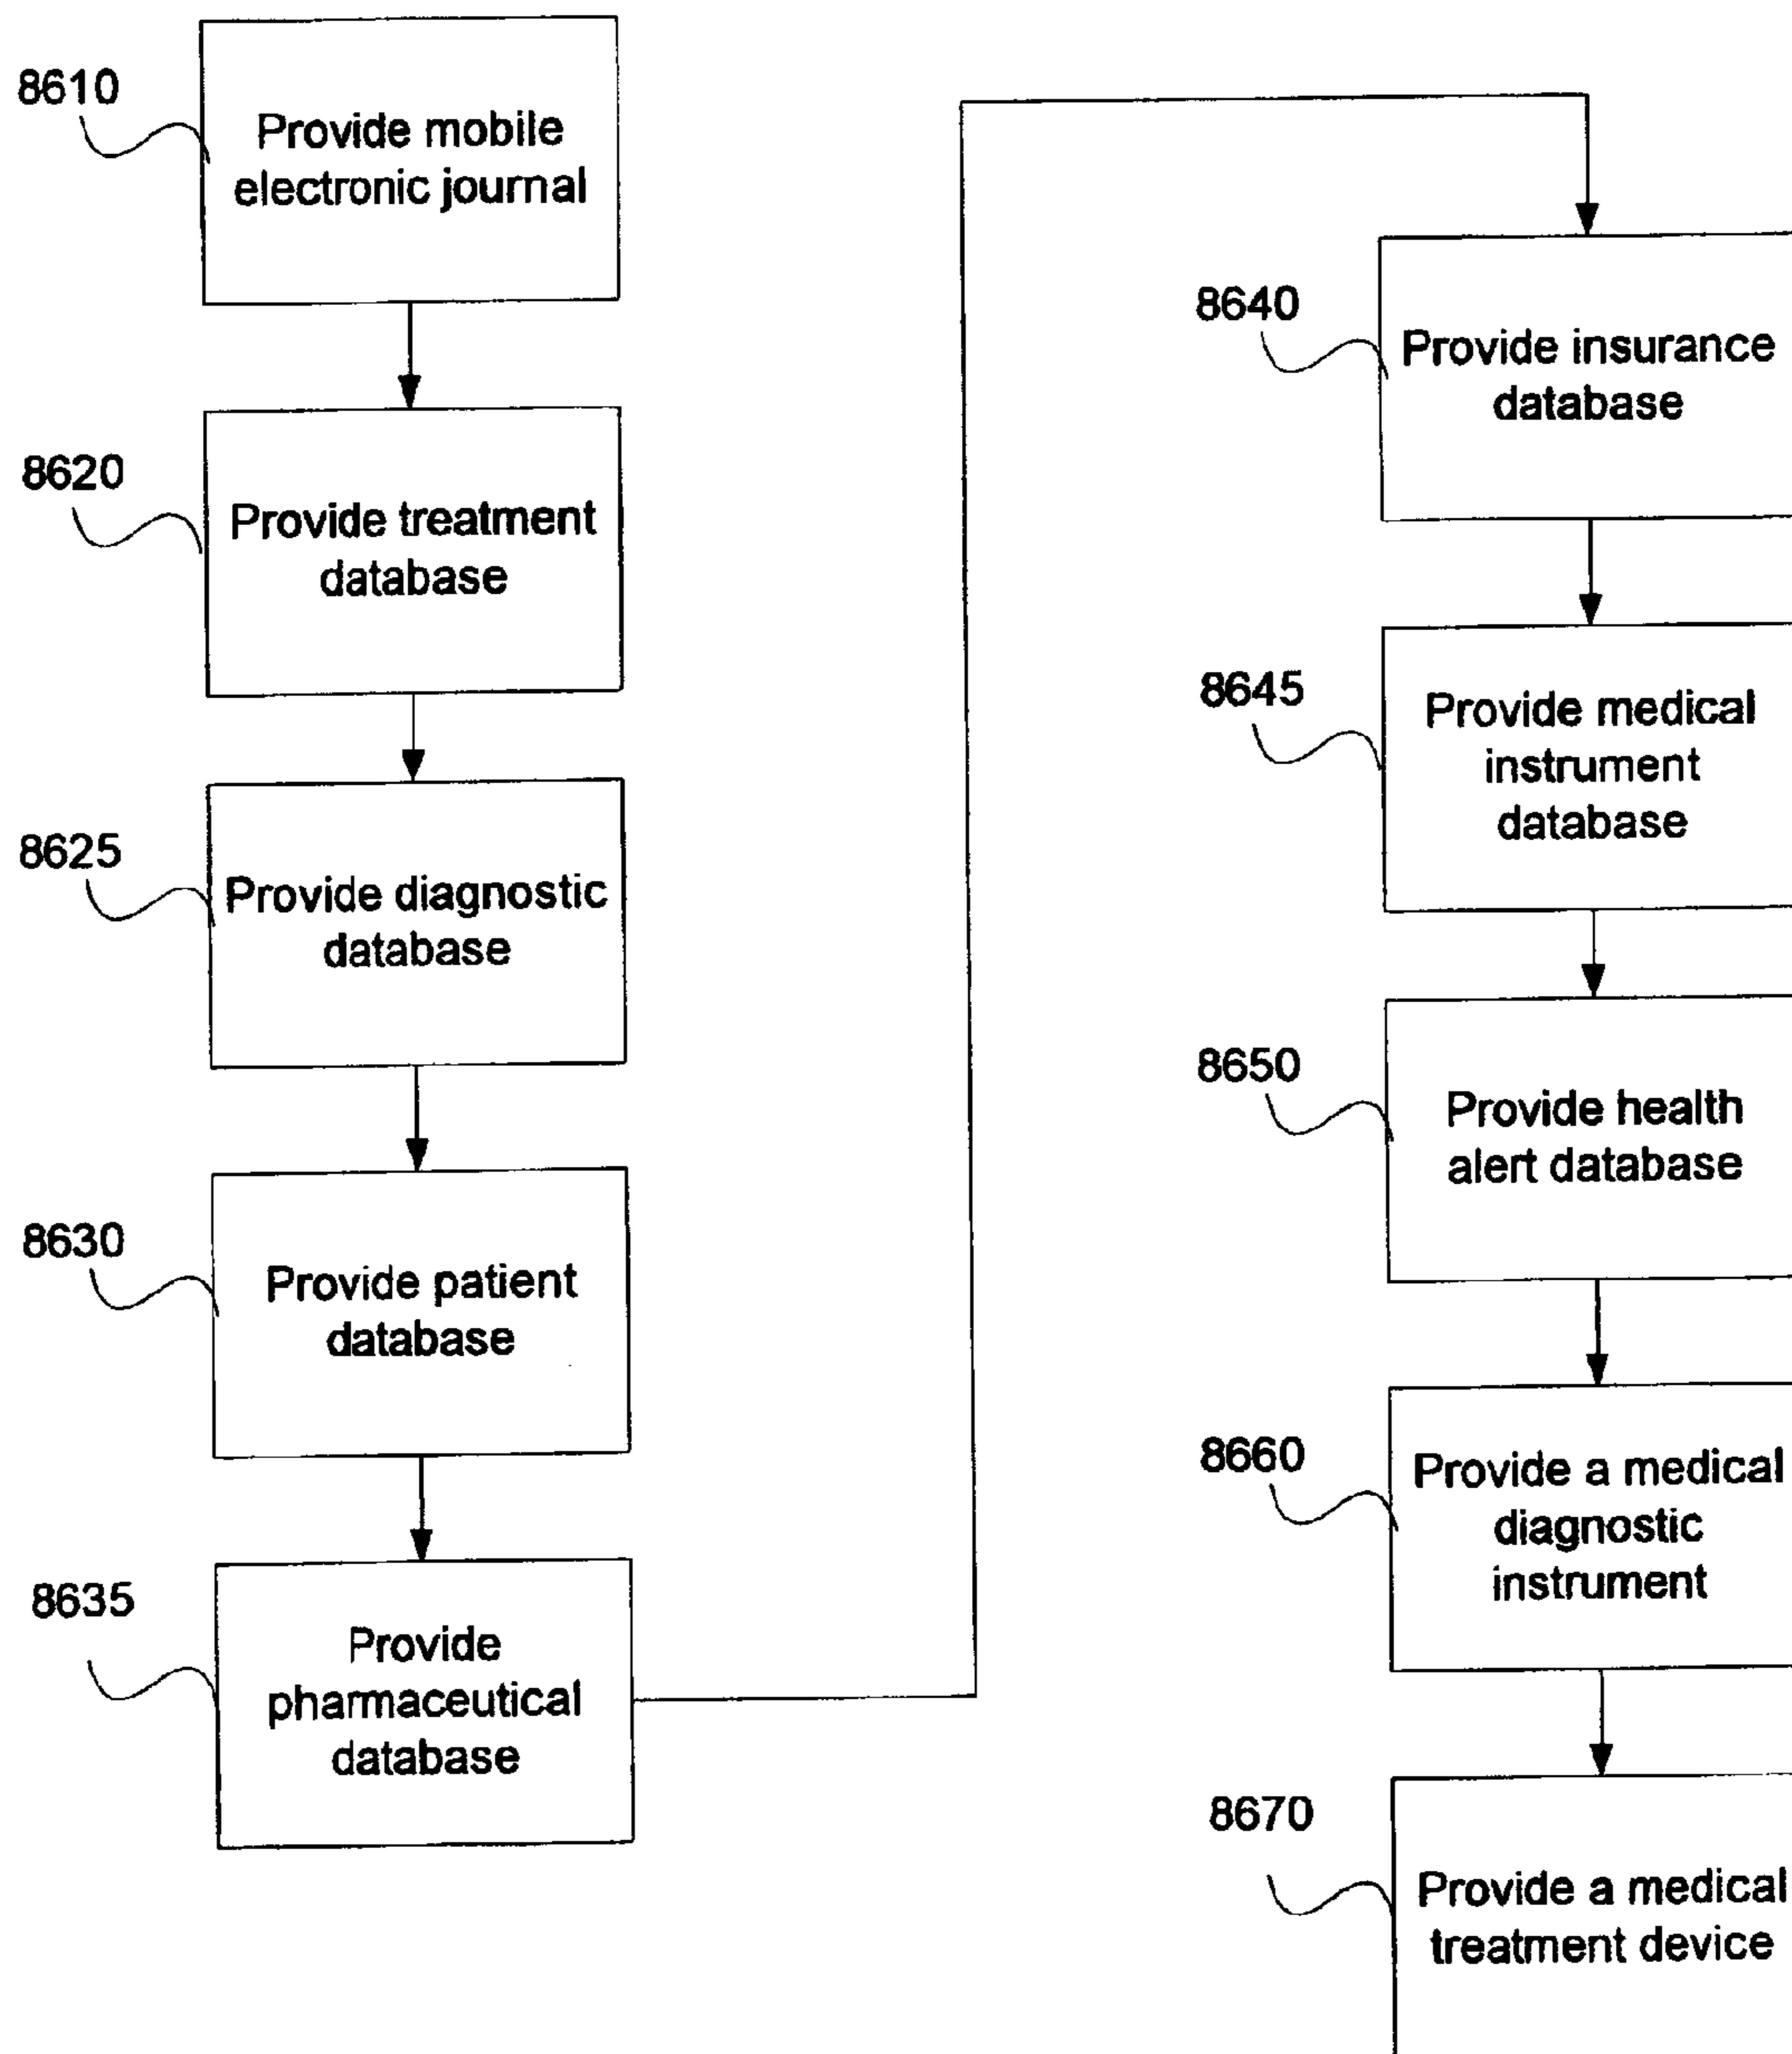 8610
Provide mobile
electronic journal
8620
Provide treatment
database
8625
Provide diagnostic
database
8630
Provide patient
database
8635
Provide
pharmaceutical
database
8640
Provide insurance
database
8645
Provide medical
instrument
database
8650
Provide health
alert database
8660
Provide a medical
diagnostic
instrument
8670
Provide a medical
treatment device